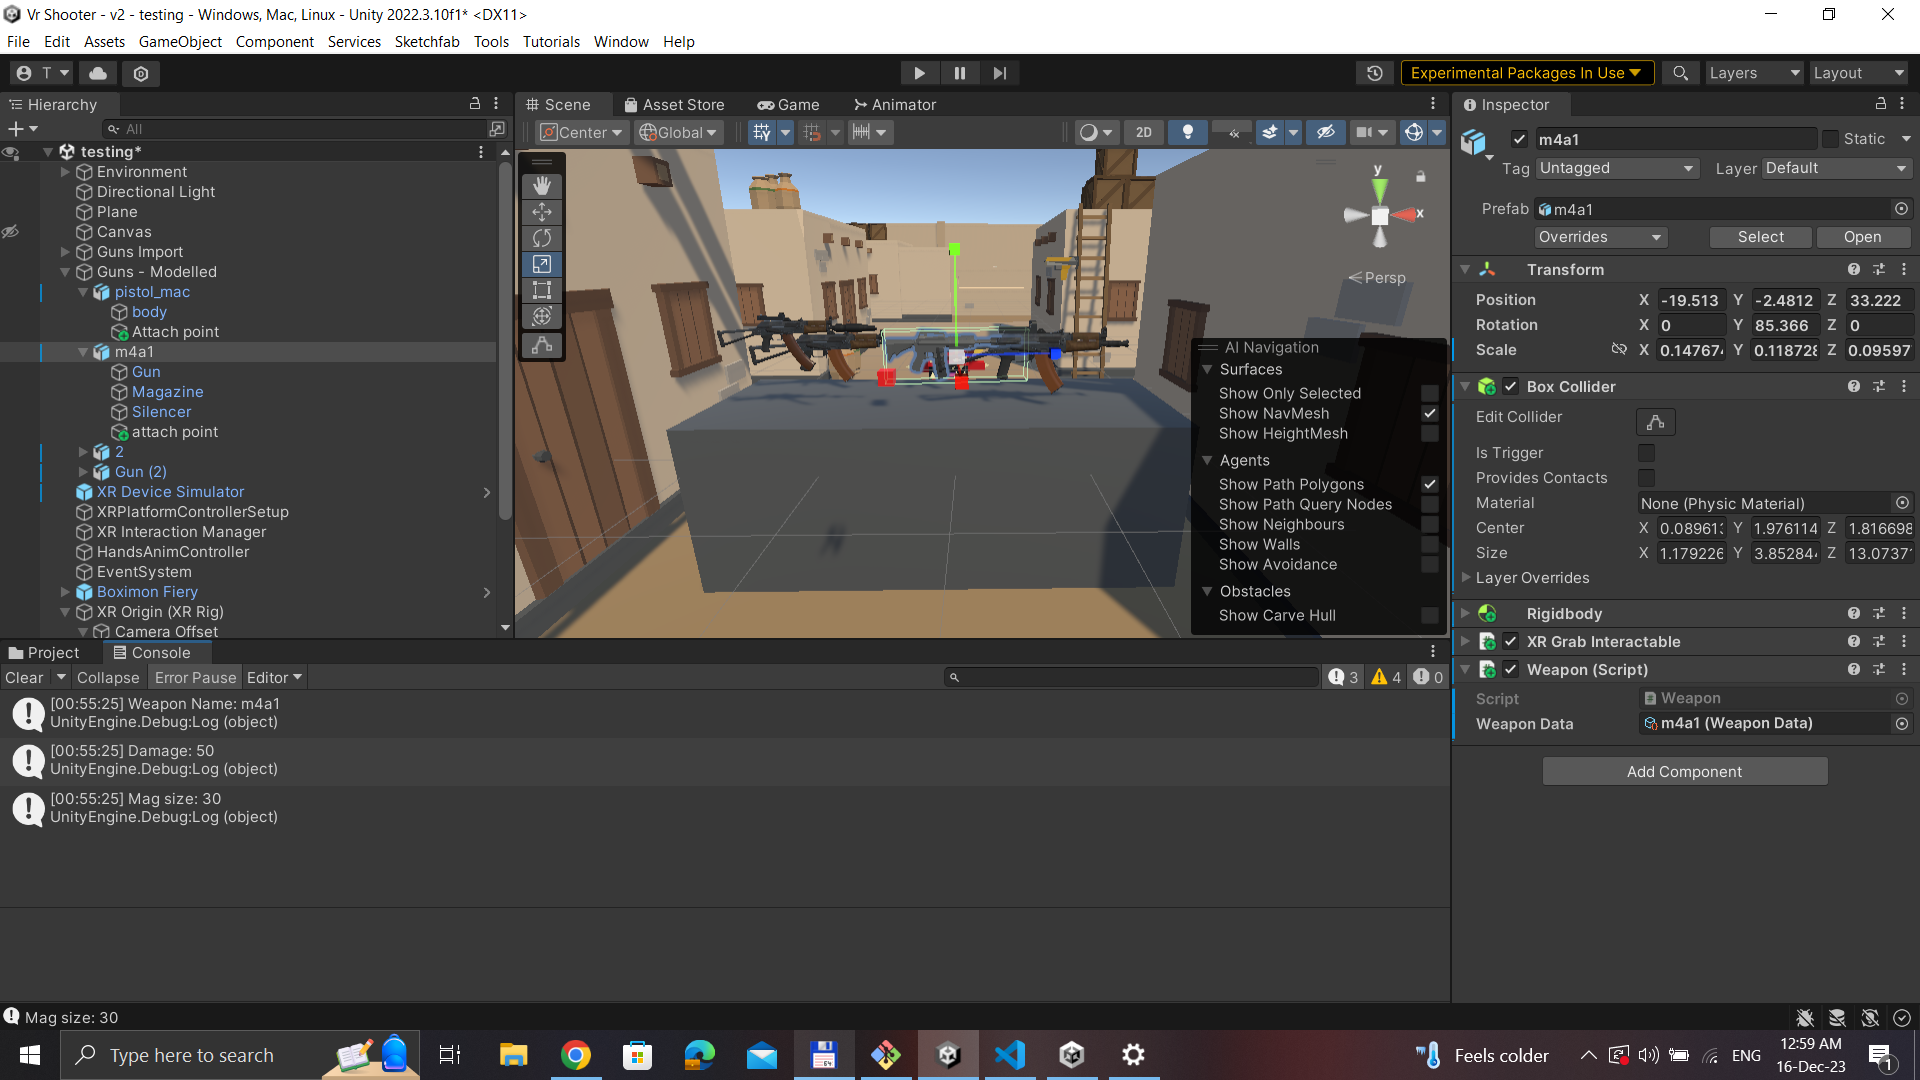 Vr Shooter - v2 - testing - Windows, Mac, Linux - Unity 2022.3.10f1* <DX11>
File Edit Assets GameObject Component Services Sketchfab Tools Tutorials Window Help
T Experimental Packages In Use Layers Layout
Hierarchy
All
testing*
Environment
Directional Light
Plane
Canvas
Guns Import
Guns - Modelled
pistol_mac
body
Attach point
m4a1
Gun
Magazine
Silencer
attach point
2
Gun (2)
XR Device Simulator
XRPlatformControllerSetup
XR Interaction Manager
HandsAnimController
EventSystem
Boximon Fiery
XR Origin (XR Rig)
Camera Offset
Scene Asset Store Game Animator
Center Global 2D
y
x
Persp
AI Navigation
Surfaces
Show Only Selected
Show NavMesh
Show HeightMesh
Agents
Show Path Polygons
Show Path Query Nodes
Show Neighbours
Show Walls
Show Avoidance
Obstacles
Show Carve Hull
Inspector
m4a1 Static
Tag Untagged Layer Default
Prefab m4a1
Overrides Select Open
Transform
Position X -19.513 Y -2.4812 Z 33.222
Rotation X 0 Y 85.366 Z 0
Scale X 0.147674 Y 0.118728 Z 0.09597
Box Collider
Edit Collider
Is Trigger
Provides Contacts
Material None (Physic Material)
Center X 0.089613 Y 1.976114 Z 1.816698
Size X 1.179226 Y 3.852844 Z 13.07371
Layer Overrides
Rigidbody
XR Grab Interactable
Weapon (Script)
Script Weapon
Weapon Data m4a1 (Weapon Data)
Add Component
Project Console
Clear Collapse Error Pause Editor 3 4 0
[00:55:25] Weapon Name: m4a1
UnityEngine.Debug:Log (object)
[00:55:25] Damage: 50
UnityEngine.Debug:Log (object)
[00:55:25] Mag size: 30
UnityEngine.Debug:Log (object)
Mag size: 30
Type here to search
Feels colder ENG
12:59 AM
16-Dec-23
1